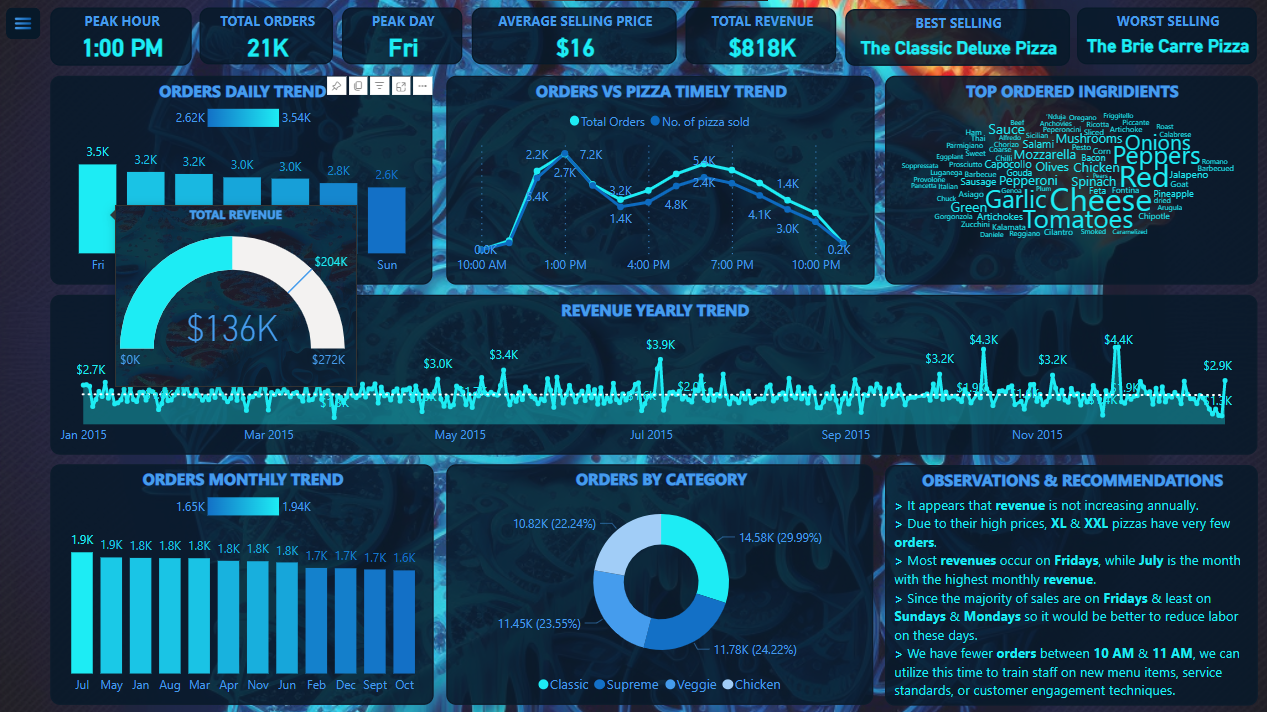 PEAK HOUR
1:00 PM
TOTAL ORDERS
21K
PEAK DAY
Fri
AVERAGE SELLING PRICE
$16
TOTAL REVENUE
$818K
BEST SELLING
The Classic Deluxe Pizza
WORST SELLING
The Brie Carre Pizza
ORDERS DAILY TREND
2.62K 3.54K
3.5K 3.2K 3.2K 3.0K 3.0K 2.8K 2.6K
Fri Sun
TOTAL REVENUE
$204K
$136K
$0K $272K
ORDERS VS PIZZA TIMELY TREND
Total Orders No. of pizza sold
2.2K 7.2K
5.4K
2.7K
2.4K
1.4K
3.2K
4.8K
1.4K
4.1K
3.0K
0.0K 0.2K
10:00 AM 1:00 PM 4:00 PM 7:00 PM 10:00 PM
TOP ORDERED INGRIDIENTS
'Nduja Oregano Friggitello
Beef Anchovies Ricotta Piccante
Ham Sauce Peperoncini Sliced Artichoke Roast
Thai Alfredo Sicilian Mushrooms Onions Calabrese
Parmigiano Chorizo Salami Pesto Corn
Eggplant Sweet Coarse Chilli Mozzarella Bacon Peppers Romano
Soppressata Prosciutto Capocollo Olives Chicken Barbecued
Luganega Barbecue Gouda Plum Pears Red Jalapeno
Provolone Sausage Pepperoni Spinach Goat
Pancetta Chuck Asiago Genoa Feta Fontina Pineapple
Chicken Garlic Cheese dried
Green Arugula
Gorgonzola Artichokes Tomatoes Chipotle
Zucchini Kalamata
Daniele Reggiano Cilantro Smoked Caramelized
REVENUE YEARLY TREND
$2.7K $3.0K $3.4K $3.9K $3.2K $4.3K $3.2K $4.4K $2.9K
Jan 2015 Mar 2015 May 2015 Jul 2015 Sep 2015 Nov 2015
ORDERS MONTHLY TREND
1.65K 1.94K
1.9K 1.9K 1.8K 1.8K 1.8K 1.8K 1.8K 1.8K 1.7K 1.7K 1.7K 1.6K
Jul May Jan Aug Mar Apr Nov Jun Feb Dec Sept Oct
ORDERS BY CATEGORY
10.82K (22.24%)
14.58K (29.99%)
11.45K (23.55%)
11.78K (24.22%)
Classic Supreme Veggie Chicken
OBSERVATIONS & RECOMMENDATIONS
> It appears that revenue is not increasing annually.
> Due to their high prices, XL & XXL pizzas have very few
orders.
> Most revenues occur on Fridays, while July is the month
with the highest monthly revenue.
> Since the majority of sales are on Fridays & least on
Sundays & Mondays so it would be better to reduce labor
on these days.
> We have fewer orders between 10 AM & 11 AM, we can
utilize this time to train staff on new menu items, service
standards, or customer engagement techniques.